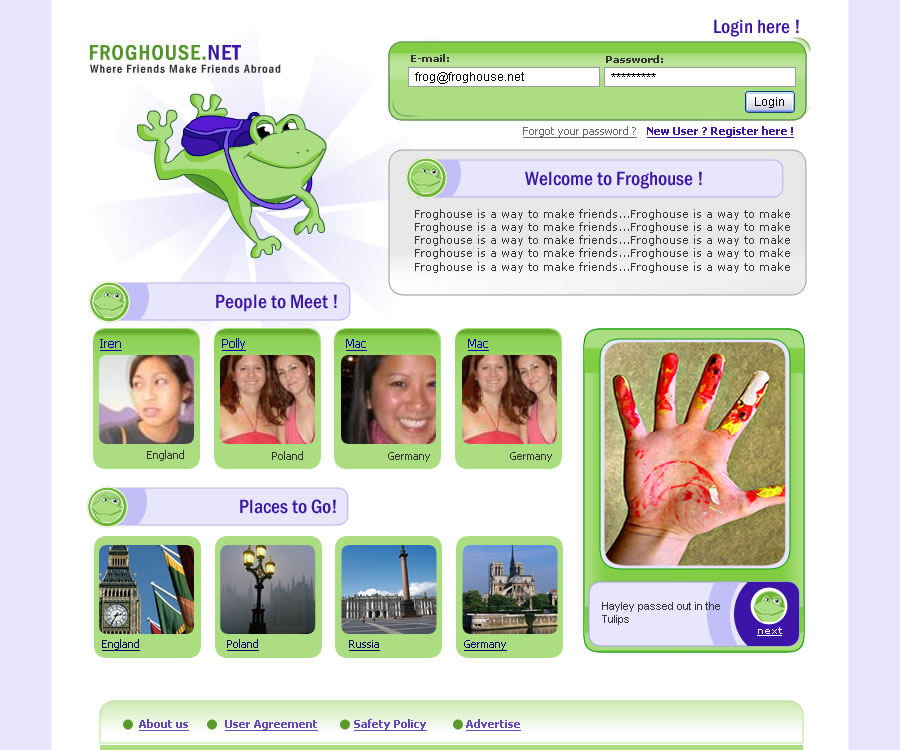 Login here !
FROGHOUSE.NET
Where Friends Make Friends Abroad
E-mail:
Password:
frog@froghouse.net
*********
Login
Forgot your password ?
New User ? Register here !
Welcome to Froghouse !
Froghouse is a way to make friends...Froghouse is a way to make
Froghouse is a way to make friends...Froghouse is a way to make
Froghouse is a way to make friends...Froghouse is a way to make
Froghouse is a way to make friends...Froghouse is a way to make
Froghouse is a way to make friends...Froghouse is a way to make
People to Meet !
Iren
Polly
Mac
Mac
England
Poland
Germany
Germany
Places to Go!
England
Poland
Russia
Germany
Hayley passed out in the
Tulips
next
About us
User Agreement
Safety Policy
Advertise